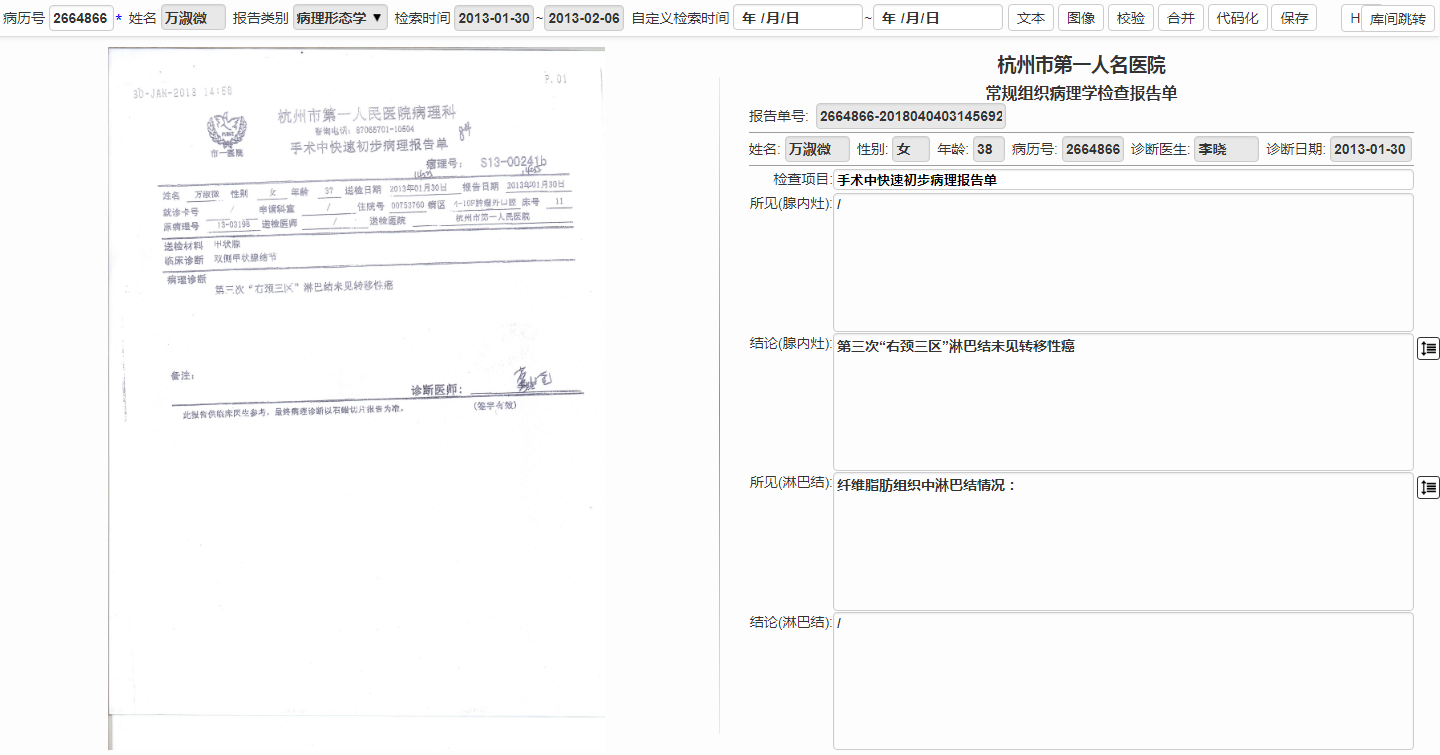 病历号 2664866 * 姓名 万淑微 报告类别 病理形态学 ▼ 检索时间 2013-01-30 ~ 2013-02-06 自定义检索时间 年 /月/日 ~ 年 /月/日 文本 图像 校验 合并 代码化 保存 H 库间跳转
30-JAN-2013 14:58 P.01
杭州市第一人民医院病理科
咨询电话: 87065701-10504
市一医院
手术中快速初步病理报告单
病理号: S13-00241b
姓名 万淑微 性别 女 年龄 37 送检日期 2013年01月30日 报告日期 2013年01月30日
就诊卡号 / 申请科室 / 住院号 00753760 病区 床号 11
原病理号 13-03198 送检医师 / 送检医院 杭州市第一人民医院
送检材料 甲状腺
临床诊断 双侧甲状腺结节
病理诊断
第三次“右颈三区”淋巴结未见转移性癌
备注:
诊断医师:
此报告供临床医生参考, 最终病理诊断以石蜡切片报告为准。 (签字有效)
杭州市第一人名医院
常规组织病理学检查报告单
报告单号: 2664866-2018040403145692
姓名: 万淑微 性别: 女 年龄: 38 病历号: 2664866 诊断医生: 李晓 诊断日期: 2013-01-30
检查项目: 手术中快速初步病理报告单
所见(腺内灶): /
结论(腺内灶): 第三次“右颈三区”淋巴结未见转移性癌
所见(淋巴结): 纤维脂肪组织中淋巴结情况：
结论(淋巴结): /